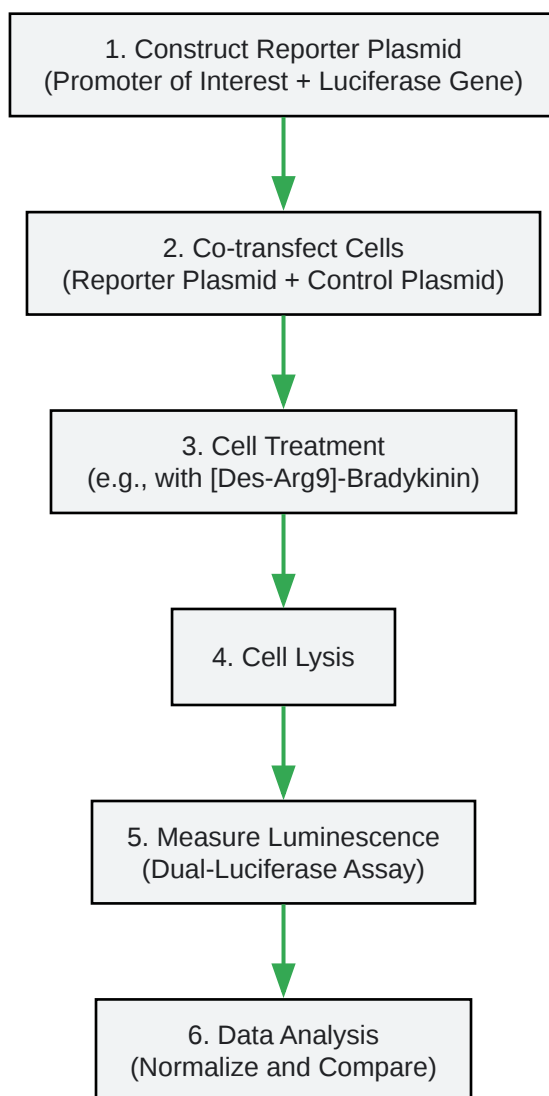 1. Construct Reporter Plasmid
(Promoter of Interest + Luciferase Gene)
2. Co-transfect Cells
(Reporter Plasmid + Control Plasmid)
3. Cell Treatment
(e.g., with [Des-Arg9]-Bradykinin)
4. Cell Lysis
5. Measure Luminescence
(Dual-Luciferase Assay)
6. Data Analysis
(Normalize and Compare)